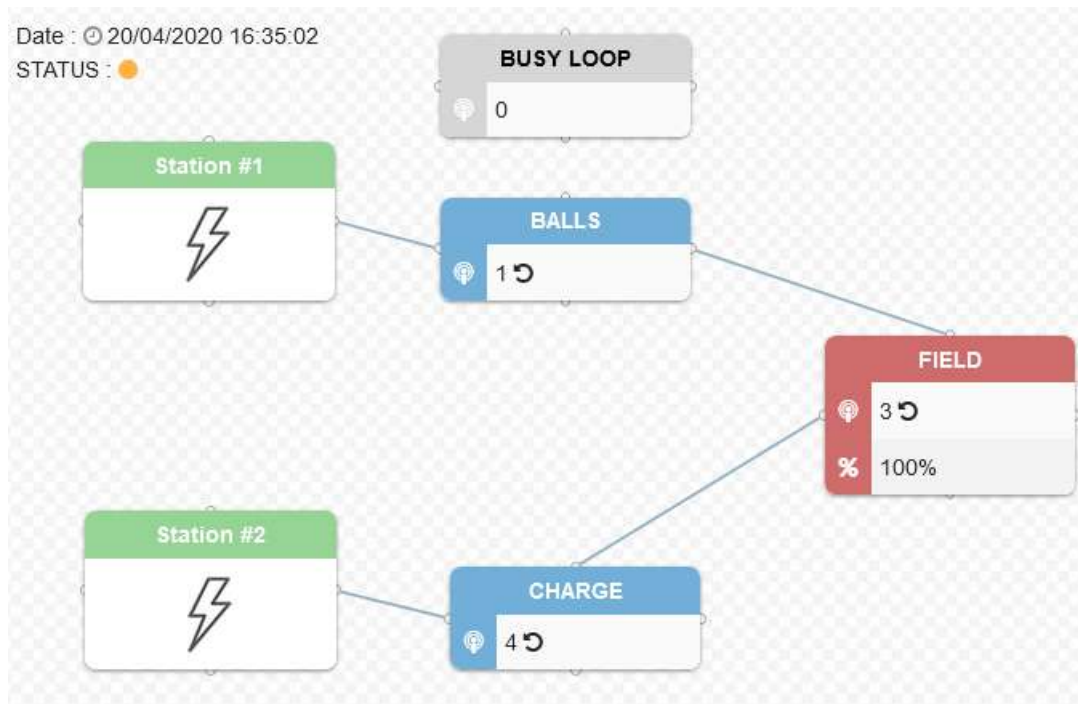 Date : 20/04/2020 16:35:02
STATUS :
BUSY LOOP
0
Station #1
BALLS
1
FIELD
3
% 100%
Station #2
CHARGE
4